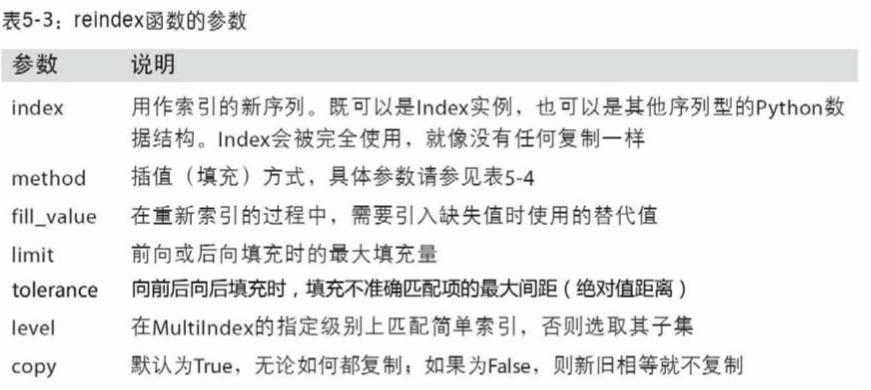 表5-3：reindex函数的参数
参数 说明
index 用作索引的新序列。既可以是Index实例，也可以是其他序列型的Python数
据结构。Index会被完全使用，就像没有任何复制一样
method 插值（填充）方式，具体参数请参见表5-4
fill_value 在重新索引的过程中，需要引入缺失值时使用的替代值
limit 前向或后向填充时的最大填充量
tolerance 向前后向后填充时，填充不准确匹配项的最大间距（绝对值距离）
level 在MultiIndex的指定级别上匹配简单索引，否则选取其子集
copy 默认为True，无论如何都复制；如果为False，则新旧相等就不复制